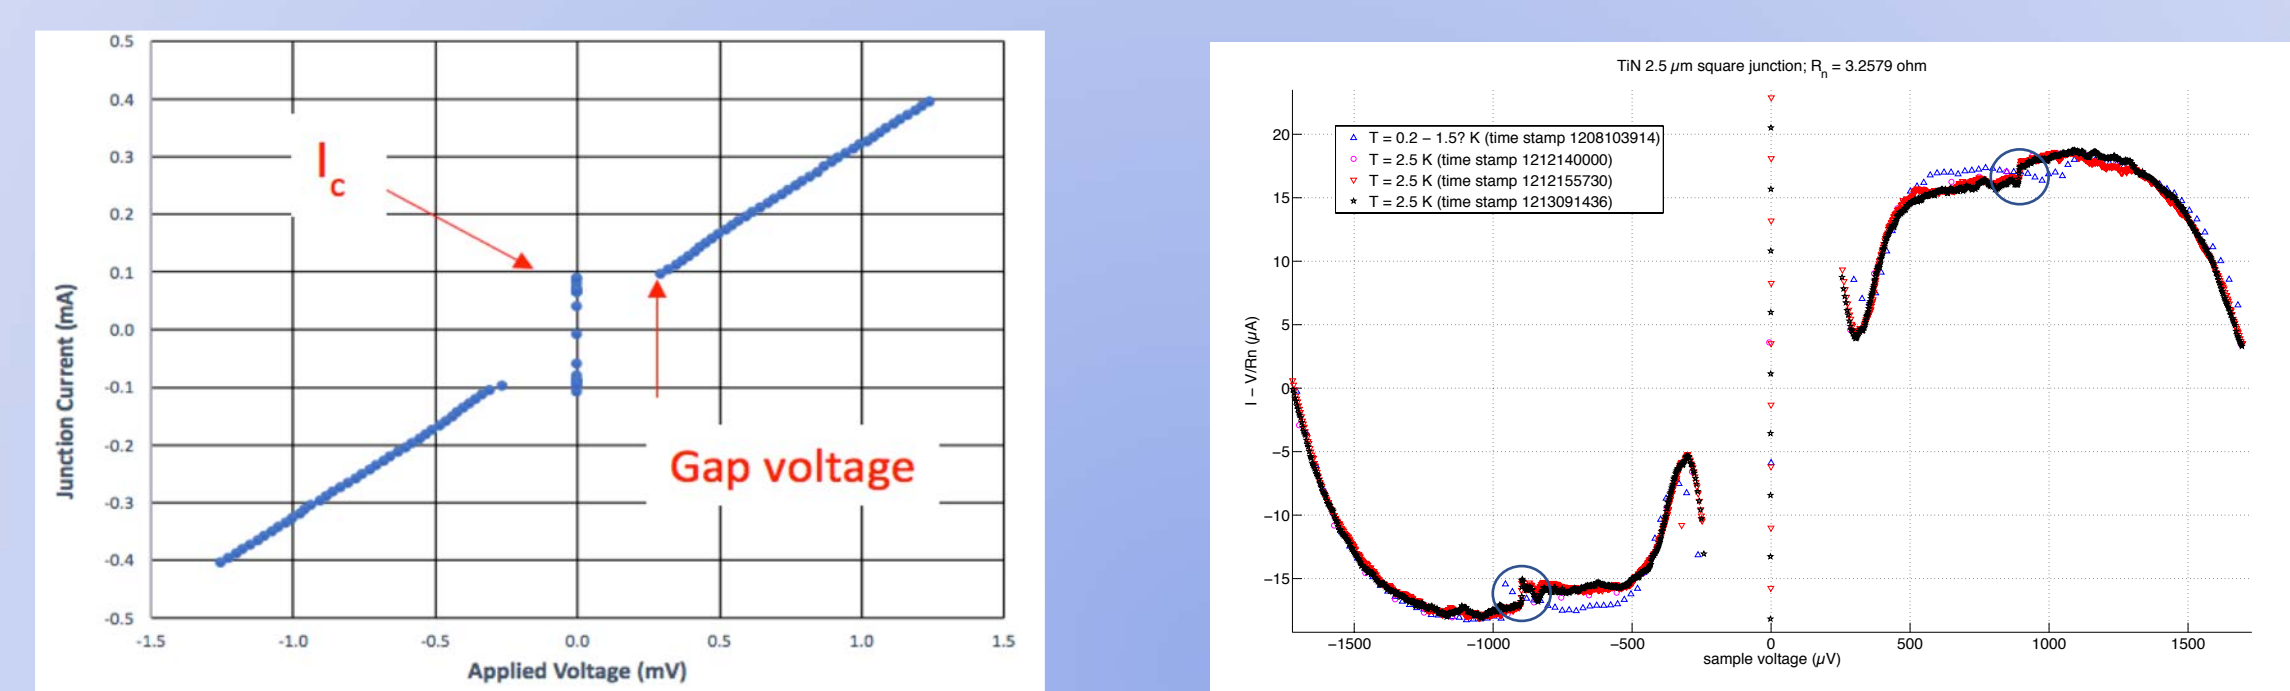 0.5
0.4
0.3
0.2
0.1
0.0
-0.1
-0.2
-0.3
-0.4
-0.5
-1.5 -1.0 -0.5 0.0 0.5 1.0 1.5
Junction Current (mA)
Applied Voltage (mV)
Ic
Gap voltage
TiN 2.5 μm square junction; Rn = 3.2579 ohm
T = 0.2 − 1.5? K (time stamp 1208103914)
T = 2.5 K (time stamp 1212140000)
T = 2.5 K (time stamp 1212155730)
T = 2.5 K (time stamp 1213091436)
20
15
10
5
0
−5
−10
−15
−1500 −1000 −500 0 500 1000 1500
I − V/Rn (μA)
sample voltage (μV)